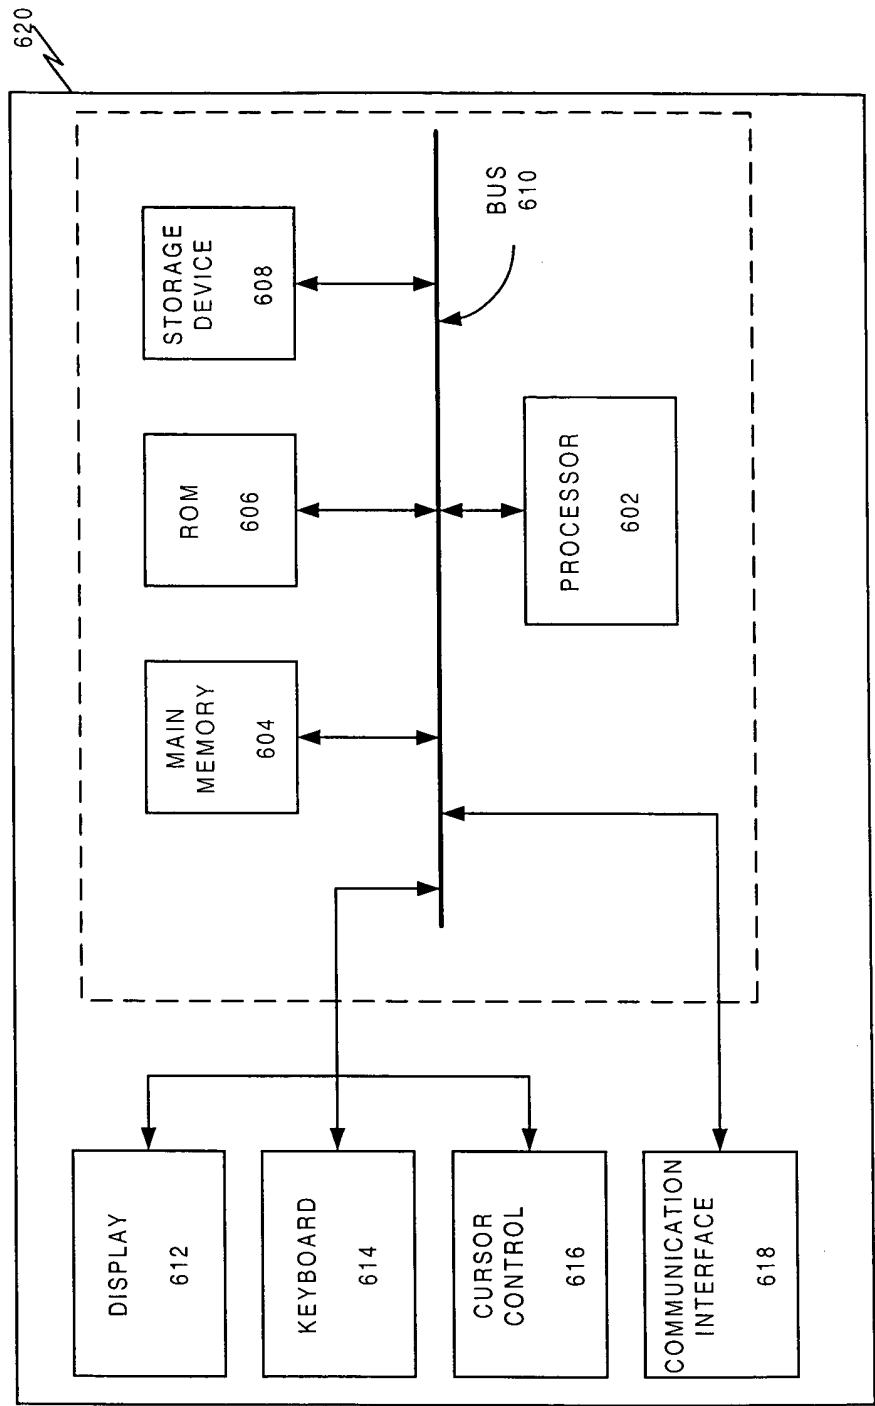 620
MAIN
MEMORY
604
ROM
606
STORAGE
DEVICE
608
BUS
610
PROCESSOR
602
DISPLAY
612
KEYBOARD
614
CURSOR
CONTROL
616
COMMUNICATION
INTERFACE
618